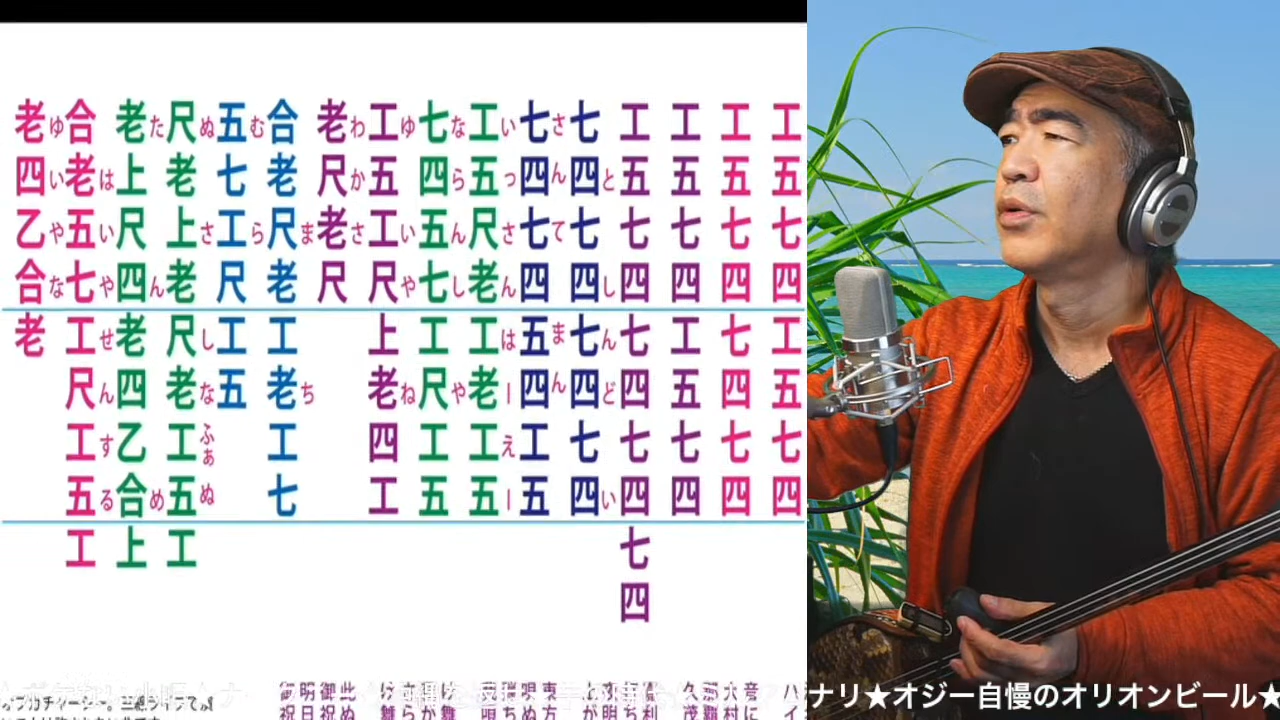 工五七四工五七四
工五七四七四七四
工五七四工五七四
工五七四七四七四七四
七四七四七四七四
としんどい
七四七四五四工五
さんてまん
工五尺老工老工五
いっさんはーえー
七四五七工尺工五
ならんしや
工五工尺上老四工
ゆいやね
老尺老尺
わかさ
合老尺老工老工七
まち
五七工尺工五
むら
尺老上老尺老工五工
ぬさしなふぁぬ
老上尺四老四乙合上
たんめ
合老五七工尺工五工
はいやせんする
老四乙合老
ゆいやな
ナリ★オジー自慢のオリオンビール★